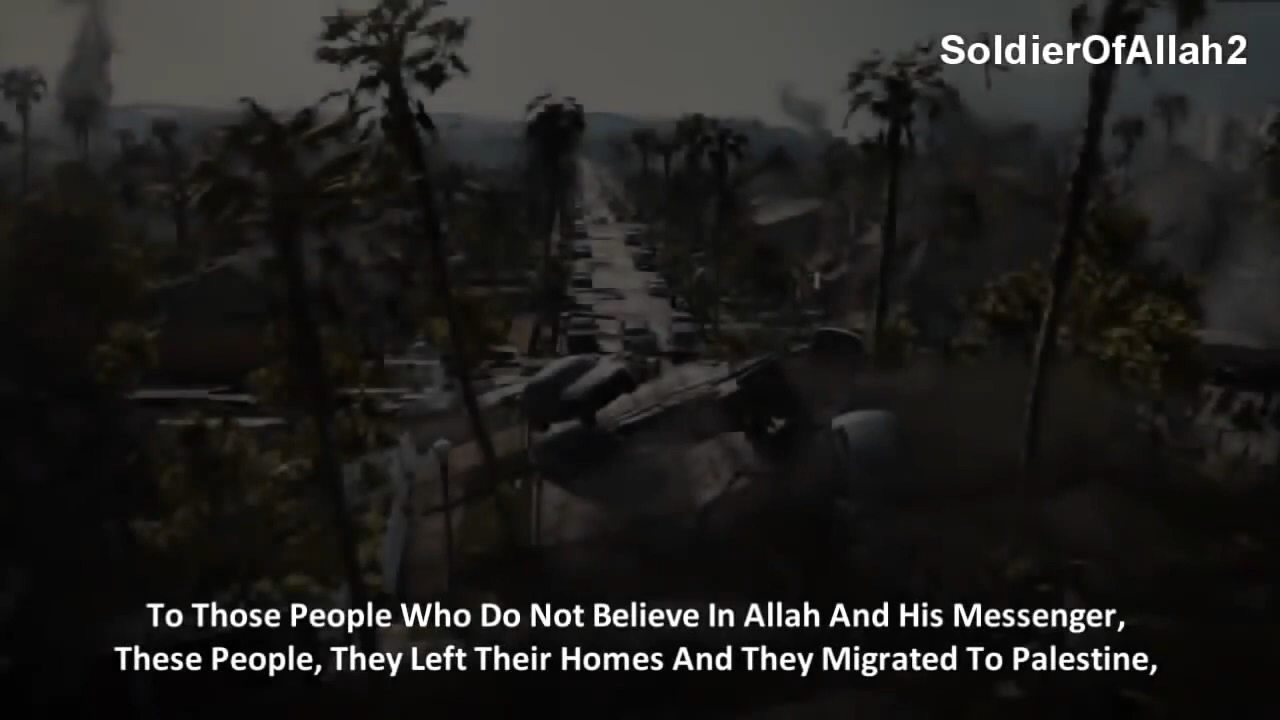 SoldierOfAllah2
To Those People Who Do Not Believe In Allah And His Messenger,
These People, They Left Their Homes And They Migrated To Palestine,